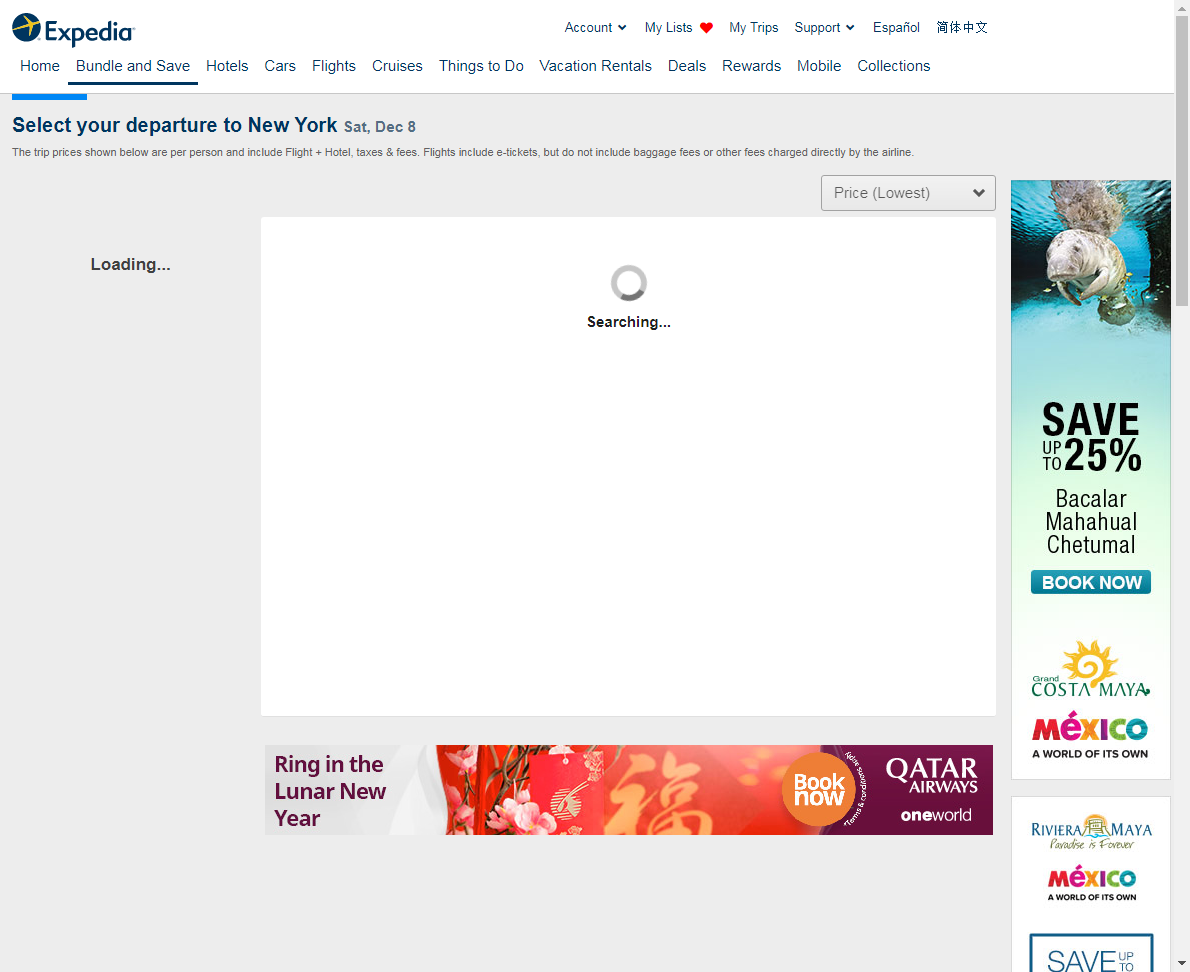 Expedia
Account
My Lists
My Trips
Support
Español
简体中文
Home
Bundle and Save
Hotels
Cars
Flights
Cruises
Things to Do
Vacation Rentals
Deals
Rewards
Mobile
Collections
Select your departure to New York Sat, Dec 8
The trip prices shown below are per person and include Flight + Hotel, taxes & fees. Flights include e-tickets, but do not include baggage fees or other fees charged directly by the airline.
Price (Lowest)
Loading...
Searching...
SAVE
UP TO 25%
Bacalar
Mahahual
Chetumal
BOOK NOW
Grand
COSTA MAYA
MéXICO
A WORLD OF ITS OWN
Ring in the
Lunar New
Year
福
Book
now
*Terms & conditions apply
QATAR
AIRWAYS
oneworld
RIVIERA MAYA
Paradise is Forever
MéXICO
A WORLD OF ITS OWN
SAVE UP TO